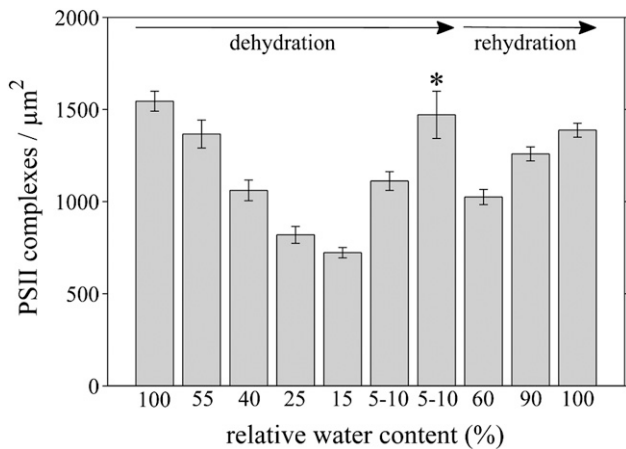 2000
dehydration
rehydration
*
1500
1000
500
0
PSII complexes / μm²
100 55 40 25 15 5-10 5-10 60 90 100
relative water content (%)